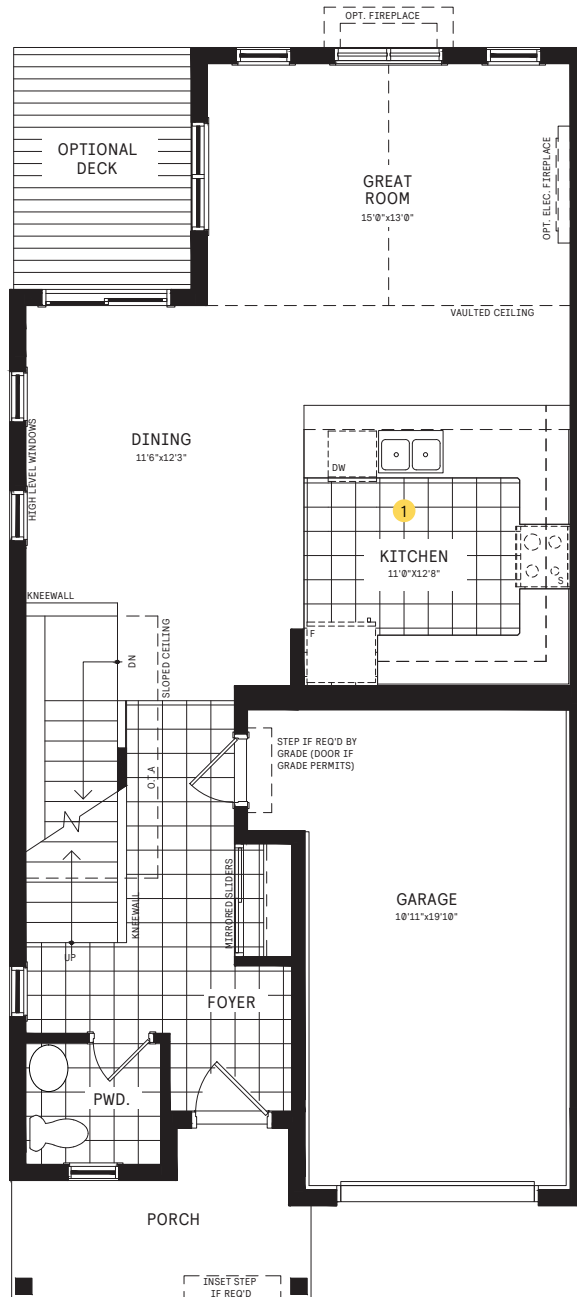 OPT. FIREPLACE
OPTIONAL
DECK
GREAT
ROOM
15'0"x13'0"
OPT. ELEC. FIREPLACE
VAULTED CEILING
DINING
11'6"x12'3"
HIGH LEVEL WINDOWS
DW
1
KITCHEN
11'0"X12'8"
S
F
KNEEWALL
DN
SLOPED CEILING
O.T.A
STEP IF REQ'D BY
GRADE (DOOR IF
GRADE PERMITS)
MIRRORED SLIDERS
KNEEWALL
UP
GARAGE
10'11"x19'10"
FOYER
PWD.
PORCH
INSET STEP
IF REQ'D